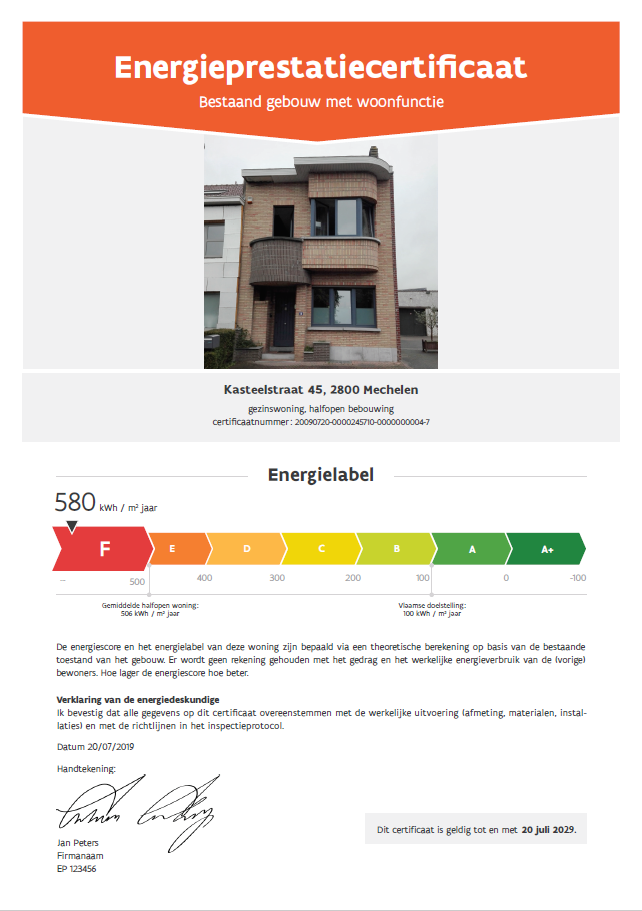 Energieprestatiecertificaat
Bestaand gebouw met woonfunctie
Kasteelstraat 45, 2800 Mechelen
gezinswoning, halfopen bebouwing
certificaatnummer: 20090720-0000245710-0000000004-7
Energielabel
580 kWh / m² jaar
F E D C B A A+
— 500 400 300 200 100 0 -100
Gemiddelde halfopen woning: Vlaamse doelstelling:
506 kWh / m² jaar 100 kWh / m² jaar
De energiescore en het energielabel van deze woning zijn bepaald via een theoretische berekening op basis van de bestaande
toestand van het gebouw. Er wordt geen rekening gehouden met het gedrag en het werkelijke energieverbruik van de (vorige)
bewoners. Hoe lager de energiescore hoe beter.
Verklaring van de energiedeskundige
Ik bevestig dat alle gegevens op dit certificaat overeenstemmen met de werkelijke uitvoering (afmeting, materialen, instal-
laties) en met de richtlijnen in het inspectieprotocol.
Datum 20/07/2019
Handtekening:
Dit certificaat is geldig tot en met 20 juli 2029.
Jan Peters
Firmanaam
EP 123456